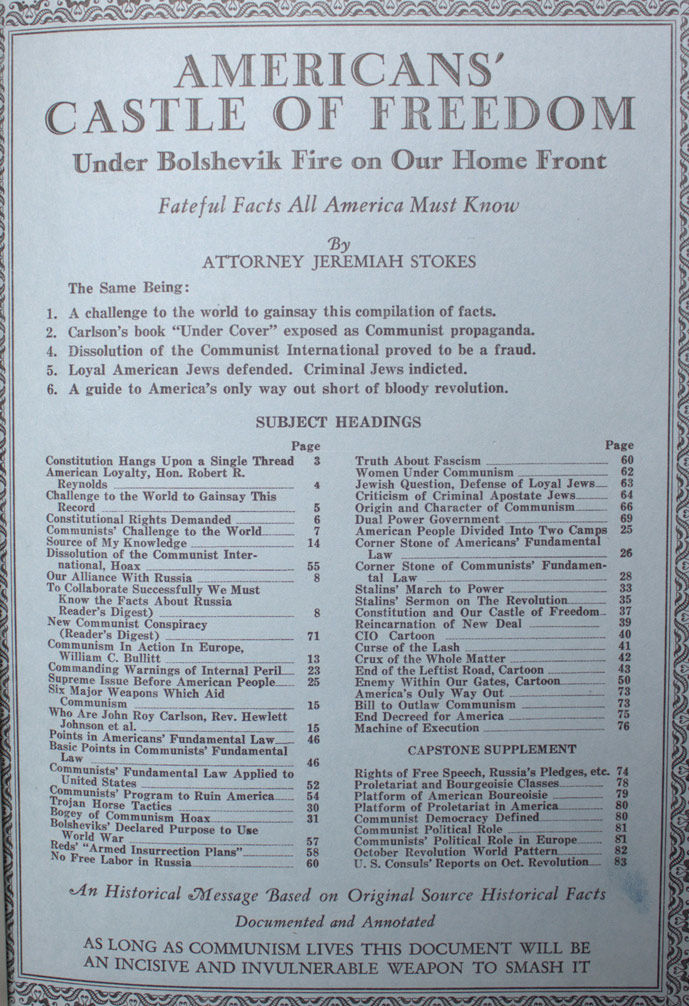 AMERICANS'
CASTLE OF FREEDOM
Under Bolshevik Fire on Our Home Front
Fateful Facts All America Must Know
By
ATTORNEY JEREMIAH STOKES
The Same Being:
1. A challenge to the world to gainsay this compilation of facts.
2. Carlson's book "Under Cover" exposed as Communist propaganda.
4. Dissolution of the Communist International proved to be a fraud.
5. Loyal American Jews defended. Criminal Jews indicted.
6. A guide to America's only way out short of bloody revolution.
SUBJECT HEADINGS
Page
Constitution Hangs Upon a Single Thread 3
American Loyalty, Hon. Robert R.
Reynolds 4
Challenge to the World to Gainsay This
Record 5
Constitutional Rights Demanded 6
Communists' Challenge to the World 7
Source of My Knowledge 14
Dissolution of the Communist Inter-
national, Hoax 55
Our Alliance With Russia 8
To Collaborate Successfully We Must
Know the Facts About Russia
Reader's Digest) 8
New Communist Conspiracy
(Reader's Digest) 71
Communism In Action In Europe,
William C. Bullitt 13
Commanding Warnings of Internal Peril 23
Supreme Issue Before American People 25
Six Major Weapons Which Aid
Communism 15
Who Are John Roy Carlson, Rev. Hewlett
Johnson et al. 15
Points in Americans' Fundamental Law 46
Basic Points in Communists' Fundamental
Law 46
Communists' Fundamental Law Applied to
United States 52
Communists' Program to Ruin America 54
Trojan Horse Tactics 30
Bogey of Communism Hoax 31
Bolsheviks' Declared Purpose to Use
World War 57
Reds' "Armed Insurrection Plans" 58
No Free Labor in Russia 60
Page
Truth About Fascism 60
Women Under Communism 62
Jewish Question, Defense of Loyal Jews 63
Criticism of Criminal Apostate Jews 64
Origin and Character of Communism 66
Dual Power Government 69
American People Divided Into Two Camps 25
Corner Stone of Americans' Fundamental
Law 26
Corner Stone of Communists' Fundamen-
tal Law 28
Stalins' March to Power 33
Stalins' Sermon on The Revolution 35
Constitution and Our Castle of Freedom 37
Reincarnation of New Deal 39
CIO Cartoon 40
Curse of the Lash 41
Crux of the Whole Matter 42
End of the Leftist Road, Cartoon 43
Enemy Within Our Gates, Cartoon 50
America's Only Way Out 73
Bill to Outlaw Communism 73
End Decreed for America 75
Machine of Execution 76
CAPSTONE SUPPLEMENT
Rights of Free Speech, Russia's Pledges, etc. 74
Proletariat and Bourgeoisie Classes 78
Platform of American Boureoisie 79
Platform of Proletariat in America 80
Communist Democracy Defined 80
Communist Political Role 81
Communists' Political Role in Europe 81
October Revolution World Pattern 82
U. S. Consuls' Reports on Oct. Revolution 83
An Historical Message Based on Original Source Historical Facts
Documented and Annotated
AS LONG AS COMMUNISM LIVES THIS DOCUMENT WILL BE
AN INCISIVE AND INVULNERABLE WEAPON TO SMASH IT